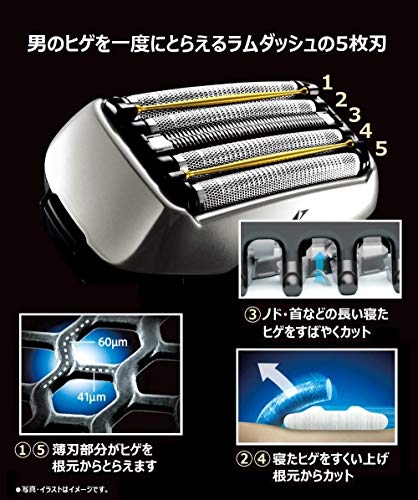 男のヒゲを一度にとらえるラムダッシュの5枚刃
1
2
3
4
5
③ノド・首などの長い寝た
ヒゲをすばやくカット
60μm
41μm
①⑤薄刃部分がヒゲを
根元からとらえます
②④寝たヒゲをすくい上げ
根元からカット
●写真・イラストはイメージです。